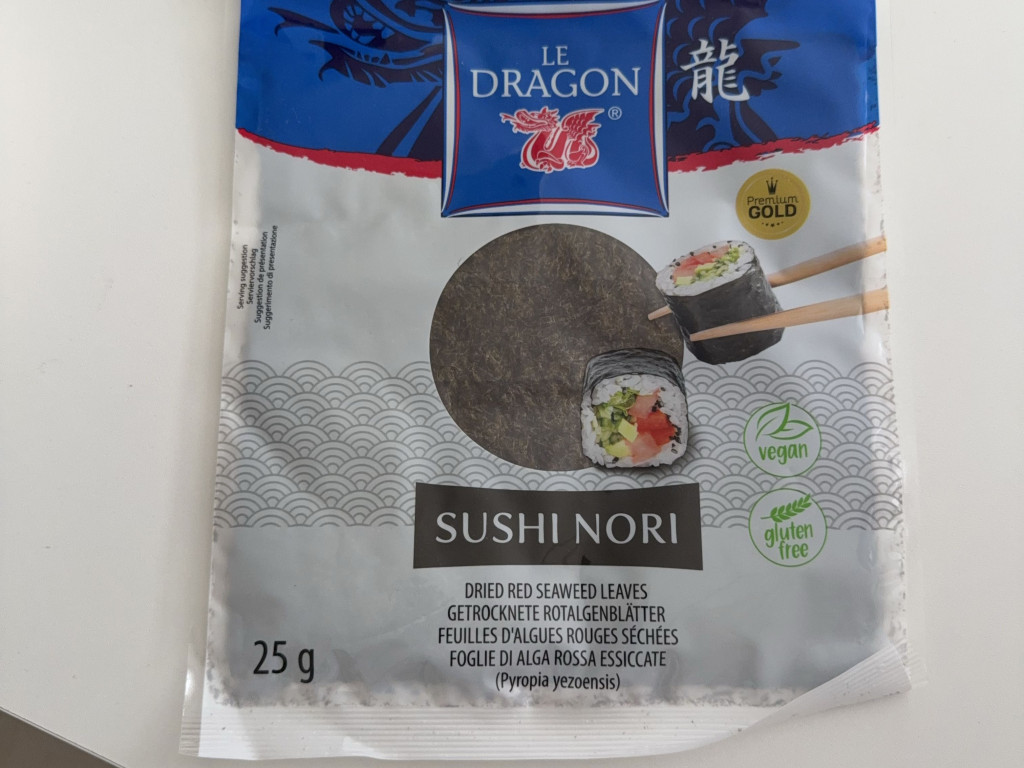 LE
DRAGON
®
龍
Premium
GOLD
Serving suggestion
Serviervorschlag
Suggestion de présentation
Suggerimento di presentazione
vegan
gluten
free
SUSHI NORI
DRIED RED SEAWEED LEAVES
GETROCKNETE ROTALGENBLÄTTER
FEUILLES D'ALGUES ROUGES SÉCHÉES
FOGLIE DI ALGA ROSSA ESSICCATE
(Pyropia yezoensis)
25 g